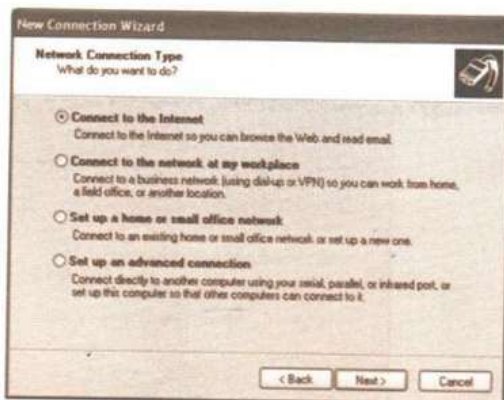 New Connection Wizard
Network Connection Type
What do you want to do?
Connect to the Internet
Connect to the Internet so you can browse the Web and read email.
Connect to the network at my workplace
Connect to a business network (using dial-up or VPN) so you can work from home,
a field office, or another location.
Set up a home or small office network
Connect to an existing home or small office network or set up a new one.
Set up an advanced connection
Connect directly to another computer using your serial, parallel, or infrared port, or
set up this computer so that other computers can connect to it.
< Back
Next >
Cancel